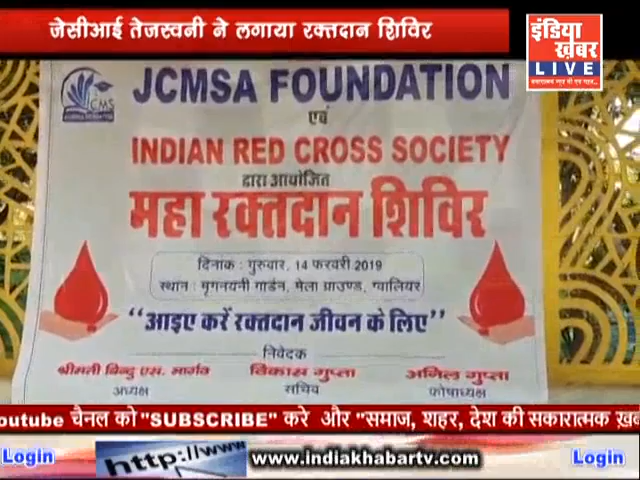 जेसीआई तेजस्वनी ने लगाया रक्तदान शिविर
इंडिया
ख़बर
LIVE
JCMS
JCMSA FOUNDATION
एवं
INDIAN RED CROSS SOCIETY
द्वारा आयोजित
महा रक्तदान शिविर
दिनांक : गुरुवार, 14 फरवरी 2019
स्थान : मृगनयनी गार्डन, मेला ग्राउण्ड, ग्वालियर
“आइए करें रक्तदान जीवन के लिए”
निवेदक
श्रीमती बिन्दु एस. भार्गव विकास गुप्ता अनिल गुप्ता
अध्यक्ष सचिव कोषाध्यक्ष
outube चैनल को "SUBSCRIBE" करे और "समाज, शहर, देश की सकारात्मक ख़ब
Login http://www www.indiakhabartv.com Login